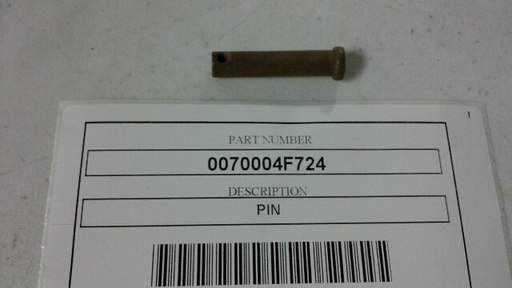 1
PART NUMBER
0070004F724
DESCRIPTION
PIN